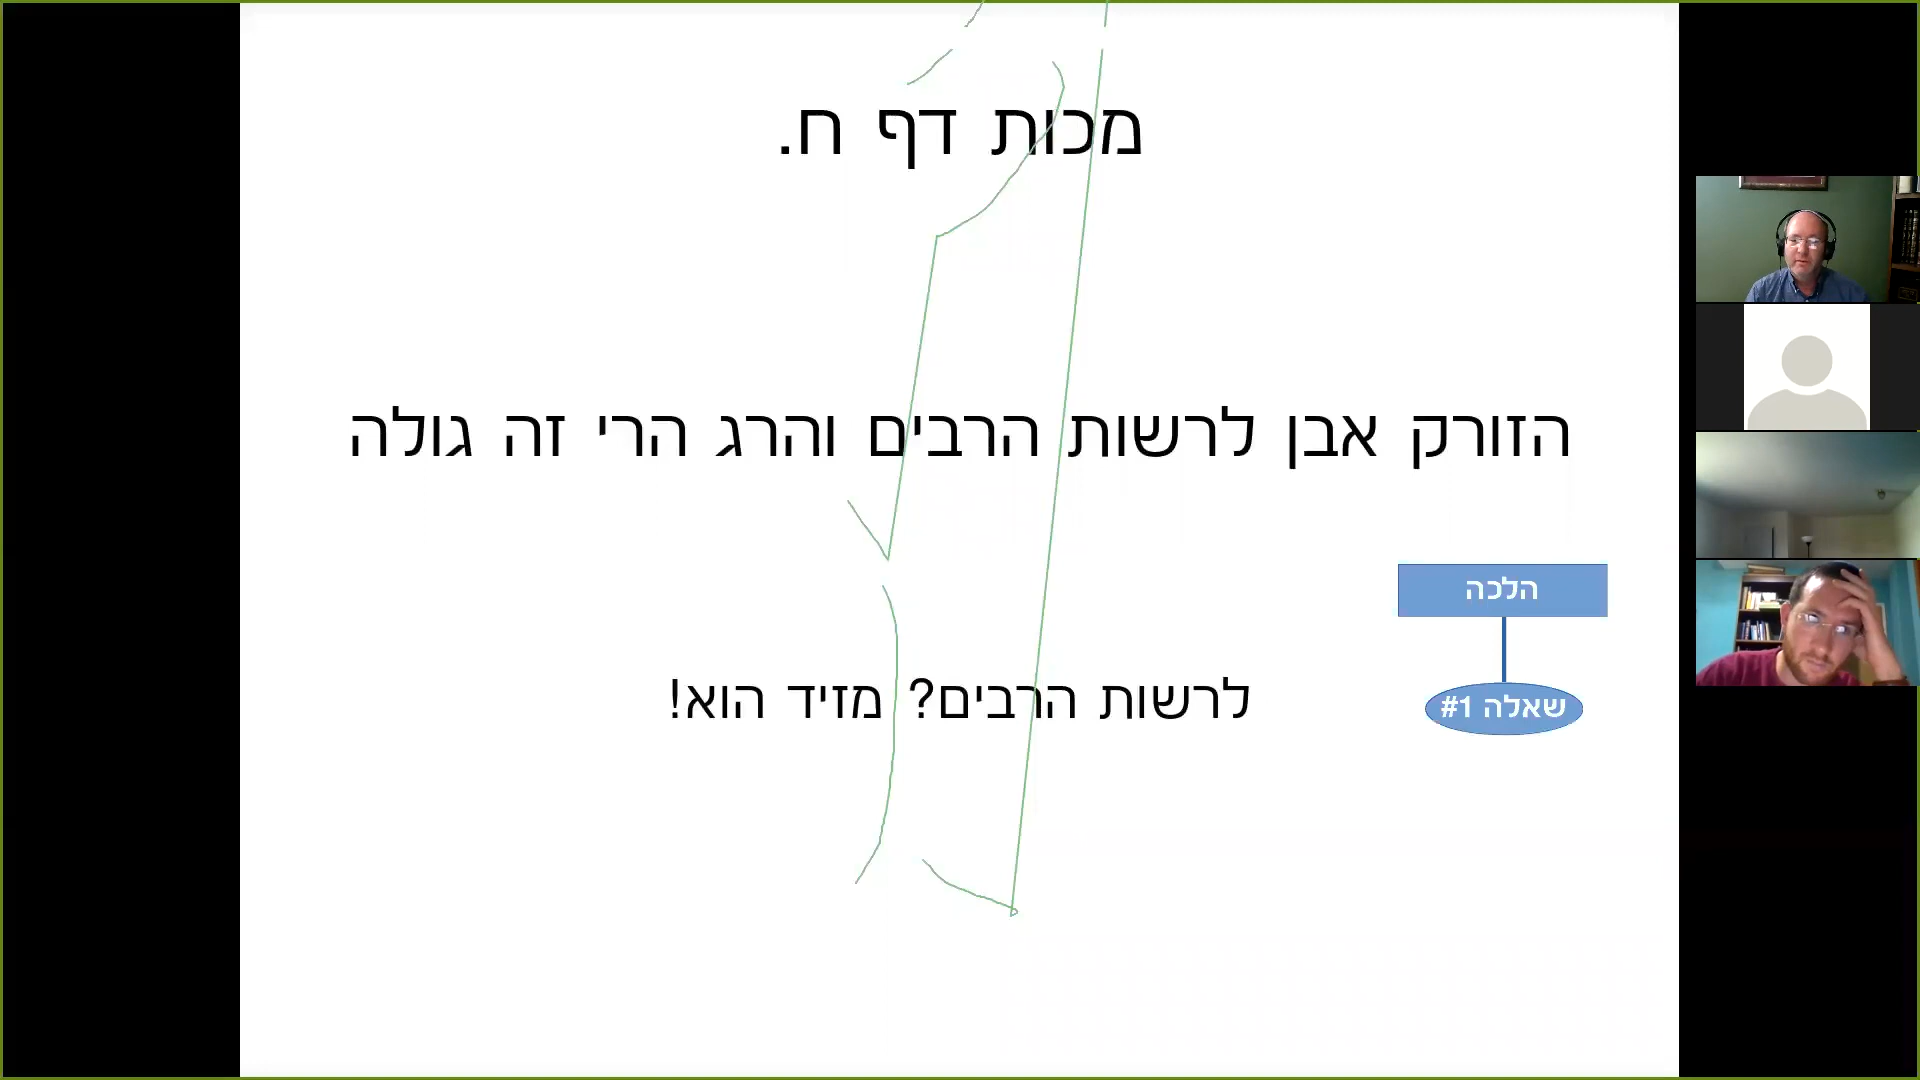 מכות דף ח.
הזורק אבן לרשות הרבים והרג הרי זה גולה
הלכה
לרשות הרבים? מזיד הוא!
שאלה #1